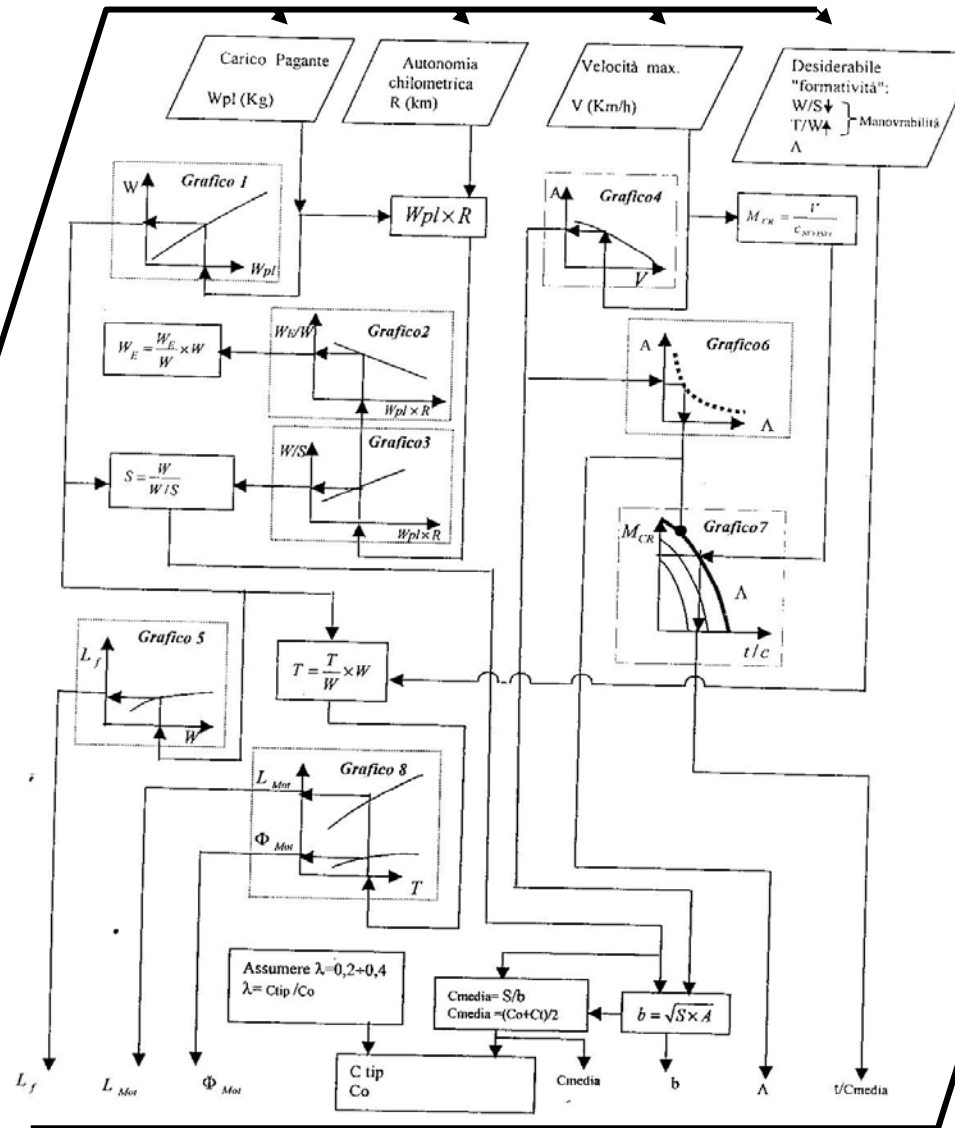 Carico Pagante
Wpl (Kg)
Autonomia
chilometrica
R (km)
Velocità max.
V (Km/h)
Desiderabile
"formatività":
W/S↓
T/W↑
} Manovrabilità
Λ
Grafico 1
W
Wpl
Wpl × R
Grafico4
A
V
M_CR = V / c_SUONO
W_E = W_E/W × W
Grafico2
W_E/W
Wpl × R
Grafico6
A
Λ
S = W / W/S
Grafico3
W/S
Wpl × R
Grafico7
M_CR
Λ
t/c
Grafico 5
L_f
W
T = T/W × W
Grafico 8
L_Mot
Φ_Mot
T
Assumere λ=0,2÷0,4
λ= Ctip/Co
Cmedia= S/b
Cmedia =(Co+Ct)/2
b = √S × A
C tip
Co
L_f
L_Mot
Φ_Mot
Cmedia
b
Λ
t/Cmedia